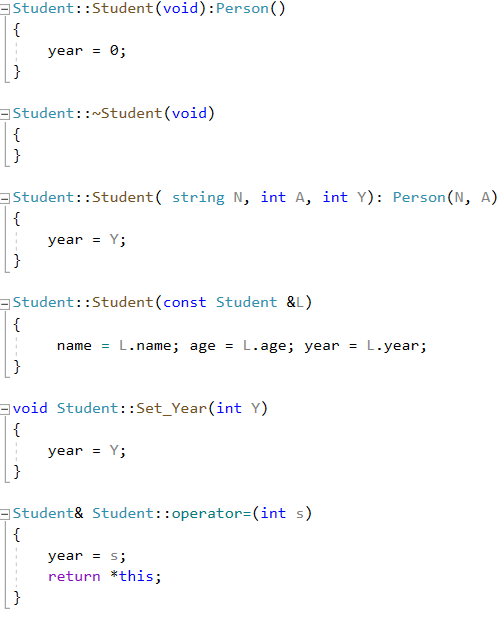 Student::Student(void):Person()
{
    year = 0;
}

Student::~Student(void)
{
}

Student::Student( string N, int A, int Y): Person(N, A)
{
    year = Y;
}

Student::Student(const Student &L)
{
     name = L.name; age = L.age; year = L.year;
}

void Student::Set_Year(int Y)
{
    year = Y;
}

Student& Student::operator=(int s)
{
    year = s;
    return *this;
}